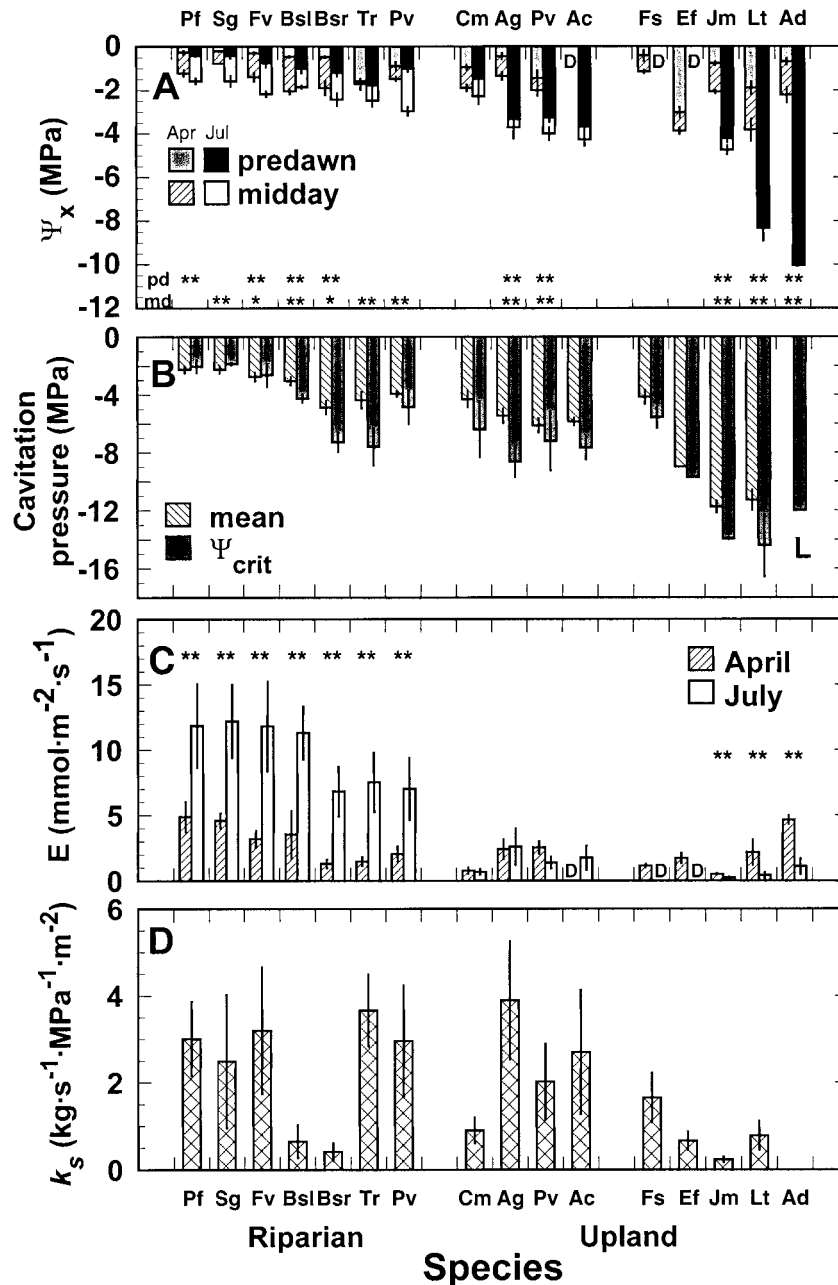 Pf Sg Fv Bsl Bsr Tr Pv Cm Ag Pv Ac Fs Ef Jm Lt Ad
0
-2
-4
-6
-8
-10
-12
Ψx (MPa)
A
D
D
D
Apr Jul
predawn
midday
pd ** ** ** ** ** ** ** ** **
md ** * ** * ** ** ** ** ** ** **
0
-4
-8
-12
-16
Cavitation
pressure (MPa)
B
mean
Ψcrit
L
20
15
10
5
0
E (mmol·m-2·s-1)
C
** ** ** ** ** ** **
April
July
** ** **
D
D
D
6
4
2
0
ks (kg·s-1·MPa-1·m-2)
D
Pf Sg Fv Bsl Bsr Tr Pv Cm Ag Pv Ac Fs Ef Jm Lt Ad
Riparian Upland
Species